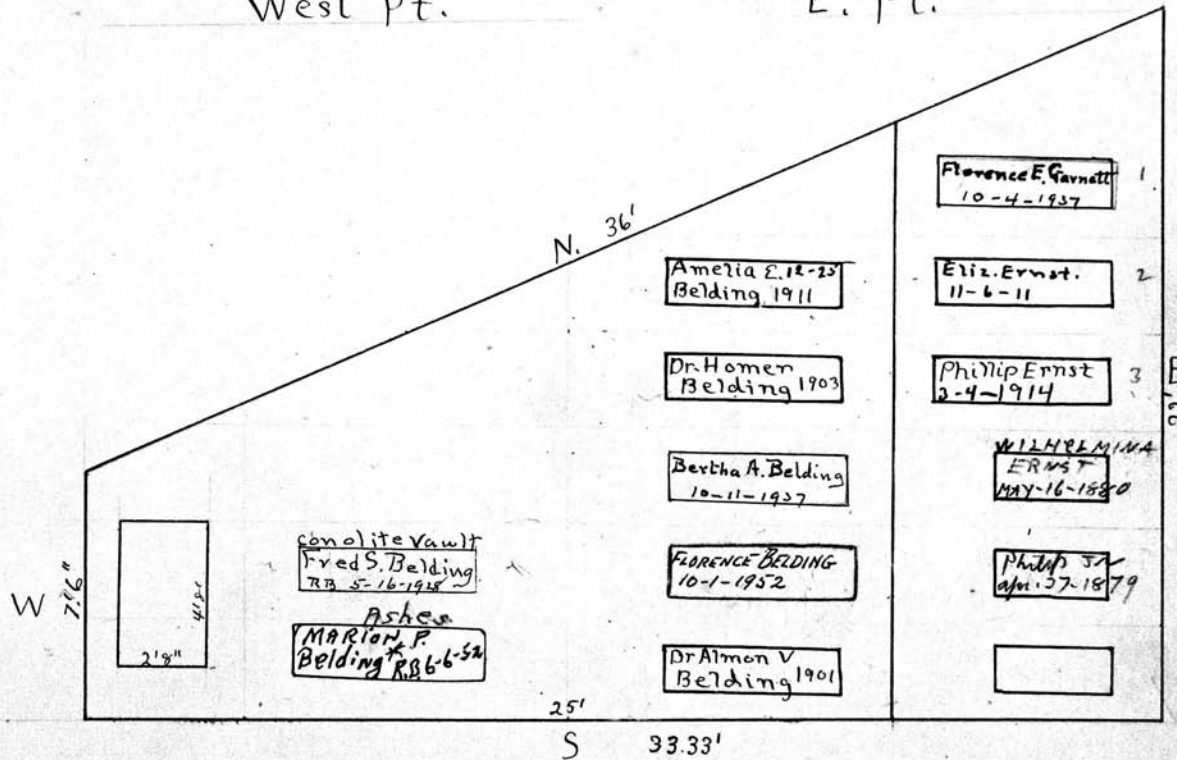 West Pt.
E. Pt.
N. 36'
Florence E. Garnett
10-4-1937
1
Amelia E. 12-25
Belding 1911
Eliz. Ernst.
11-6-11
2
Dr. Homer
Belding 1903
Phillip Ernst
3-4-1914
3
E
WILHELMINA
ERNST
MAY-16-1880
Bertha A. Belding
10-11-1937
conolite vault
Fred S. Belding
RB 5-16-1928
FLORENCE BELDING
10-1-1952
Philip Jr
apr. 27-1879
W
7'.6"
4'8'
2'8"
Ashes
MARION P.
Belding * R.B. 6-6-52
Dr Almon V
Belding 1901
25'
S
33.33'